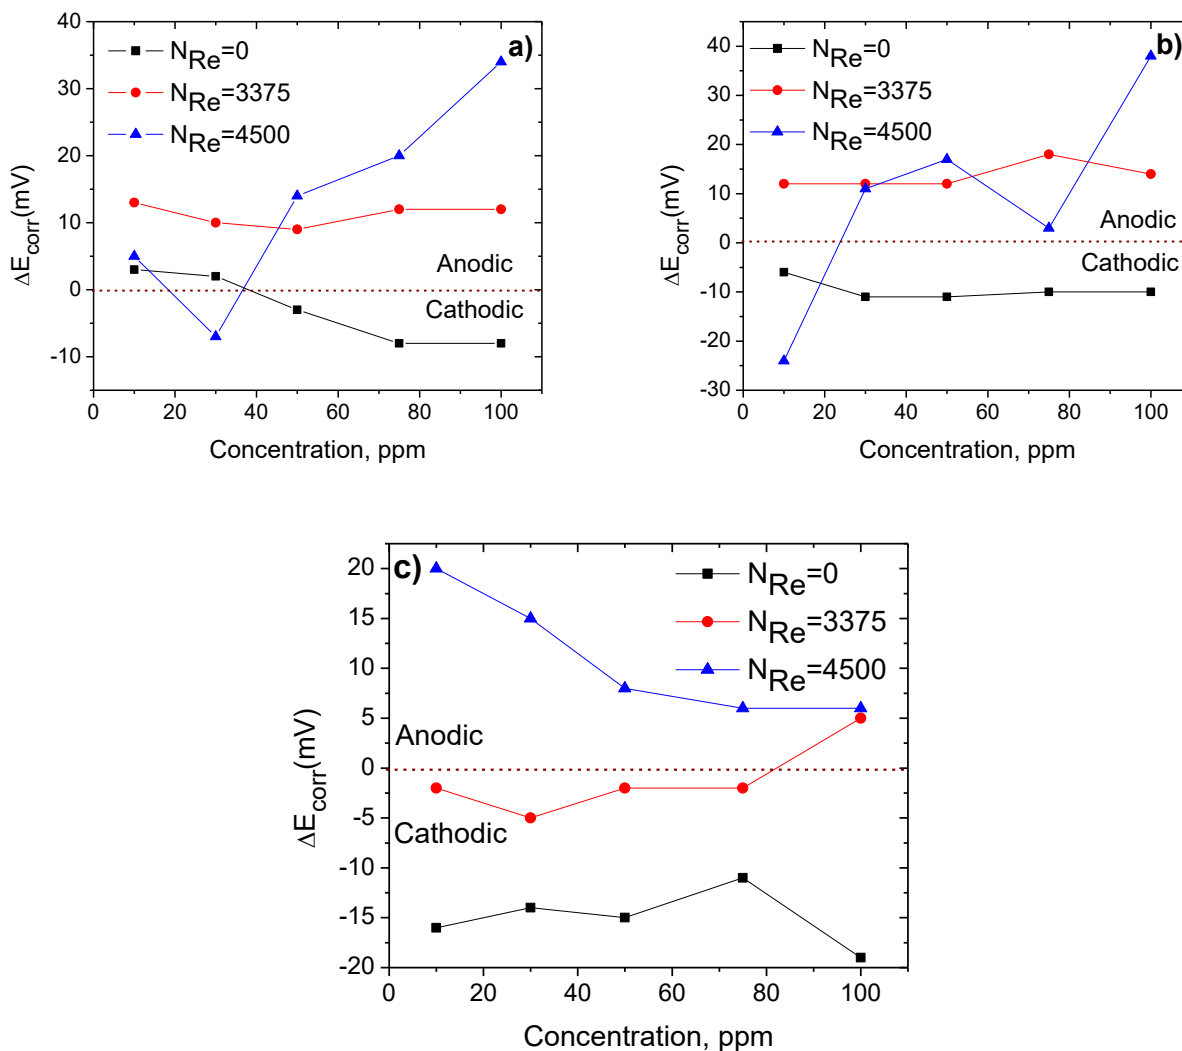 a)
N_Re=0
N_Re=3375
N_Re=4500
40
30
20
10
0
-10
ΔE_corr(mV)
Anodic
Cathodic
0 20 40 60 80 100
Concentration, ppm
b)
N_Re=0
N_Re=3375
N_Re=4500
40
30
20
10
0
-10
-20
-30
ΔE_corr(mV)
Anodic
Cathodic
0 20 40 60 80 100
Concentration, ppm
c)
N_Re=0
N_Re=3375
N_Re=4500
20
15
10
5
0
-5
-10
-15
-20
ΔE_corr(mV)
Anodic
Cathodic
0 20 40 60 80 100
Concentration, ppm